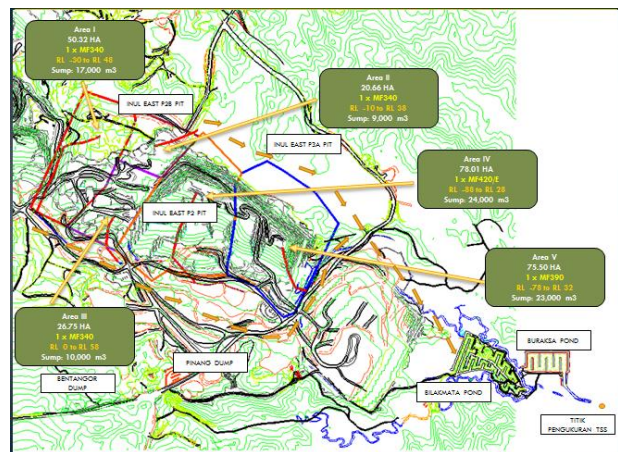 Area I
50.32 HA
1 x MF340
RL -30 to RL 48
Sump: 17,000 m3
INUL EAST P2B PIT
Area II
20.66 HA
1 x MF340
RL -10 to RL 38
Sump: 9,000 m3
INUL EAST P2A PIT
Area IV
78.01 HA
1 x MF420/E
RL -88 to RL 28
Sump: 24,000 m3
INUL EAST P2 PIT
Area V
75.50 HA
1 x MF390
RL -78 to RL 32
Sump: 23,000 m3
Area III
26.75 HA
1 x MF340
RL 0 to RL 58
Sump: 10,000 m3
BURAKSA
POND
PINANG DUMP
BENTANGOR
DUMP
BILAKMATA POND
TITIK
PENGUKURAN TSS